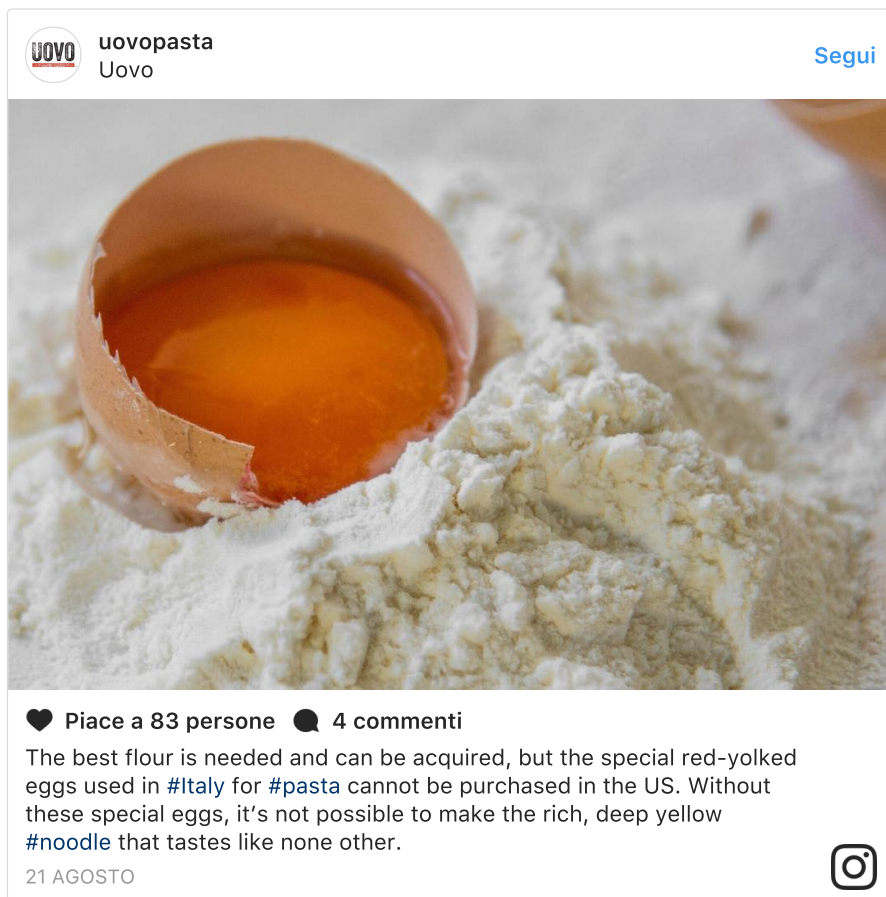 UOVO
uovopasta
Uovo
Segui
Piace a 83 persone 4 commenti
The best flour is needed and can be acquired, but the special red-yolked
eggs used in #Italy for #pasta cannot be purchased in the US. Without
these special eggs, it’s not possible to make the rich, deep yellow
#noodle that tastes like none other.
21 AGOSTO